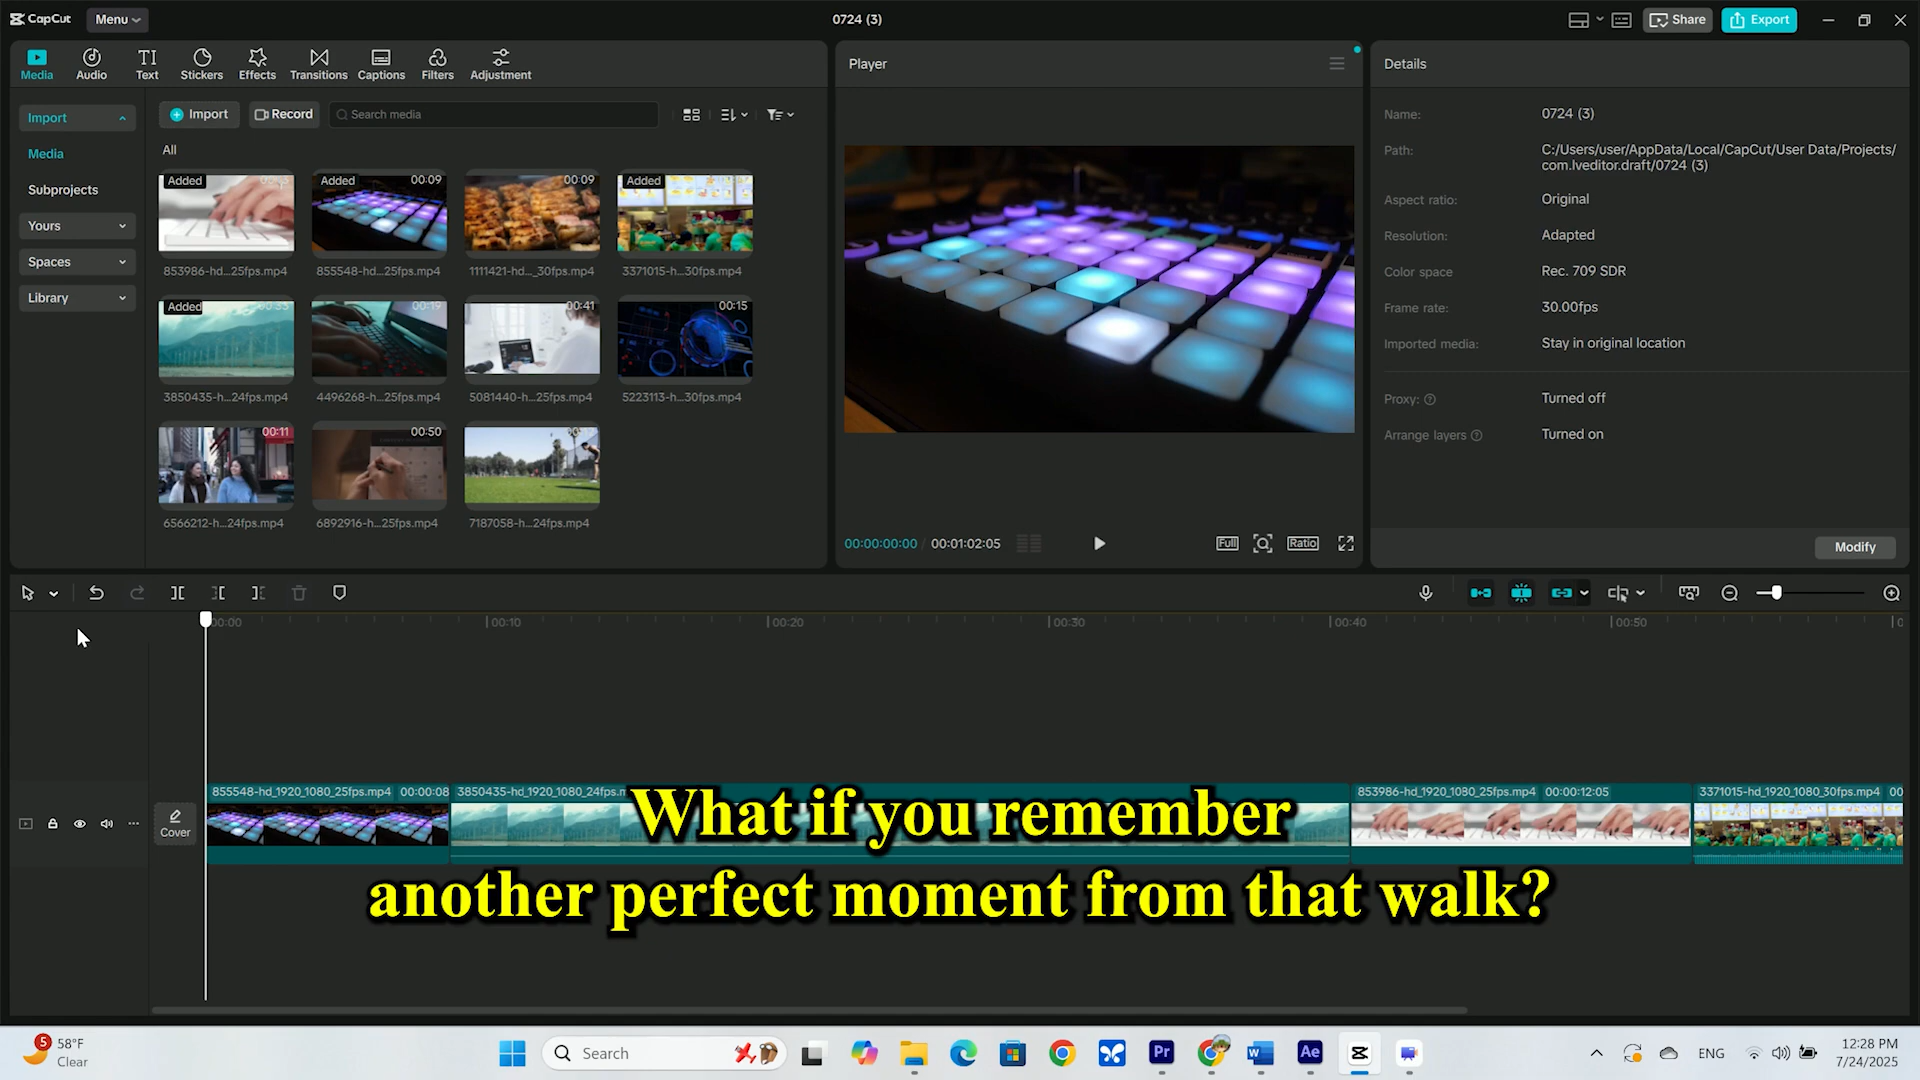 CapCut
Menu
0724 (3)
Share
Export
Media
Audio
Text
Stickers
Effects
Transitions
Captions
Filters
Adjustment
Import
Media
Subprojects
Yours
Spaces
Library
Import
Record
Search media
All
Added
853986-hd...25fps.mp4
Added 00:09
855548-hd...25fps.mp4
00:09
1111421-hd..._30fps.mp4
Added
3371015-h...30fps.mp4
Added
3850435-h...24fps.mp4
00:19
4496268-h...25fps.mp4
00:41
5081440-h...25fps.mp4
00:15
5223113-h...30fps.mp4
00:11
6566212-h...24fps.mp4
00:50
6892916-h...25fps.mp4
7187058-h...24fps.mp4
Player
00:00:00:00 / 00:01:02:05
Full
Ratio
Details
Name: 0724 (3)
Path: C:/Users/user/AppData/Local/CapCut/User Data/Projects/
com.lveditor.draft/0724 (3)
Aspect ratio: Original
Resolution: Adapted
Color space Rec. 709 SDR
Frame rate: 30.00fps
Imported media: Stay in original location
Proxy: Turned off
Arrange layers Turned on
Modify
00:00 00:10 00:20 00:30 00:40 00:50
Cover
855548-hd_1920_1080_25fps.mp4 00:00:08
3850435-hd_1920_1080_24fps.m
853986-hd_1920_1080_25fps.mp4 00:00:12:05
3371015-hd_1920_1080_30fps.mp4 00
What if you remember
another perfect moment from that walk?
5
58°F
Clear
Search
Pr
W
Ae
ENG
12:28 PM
7/24/2025